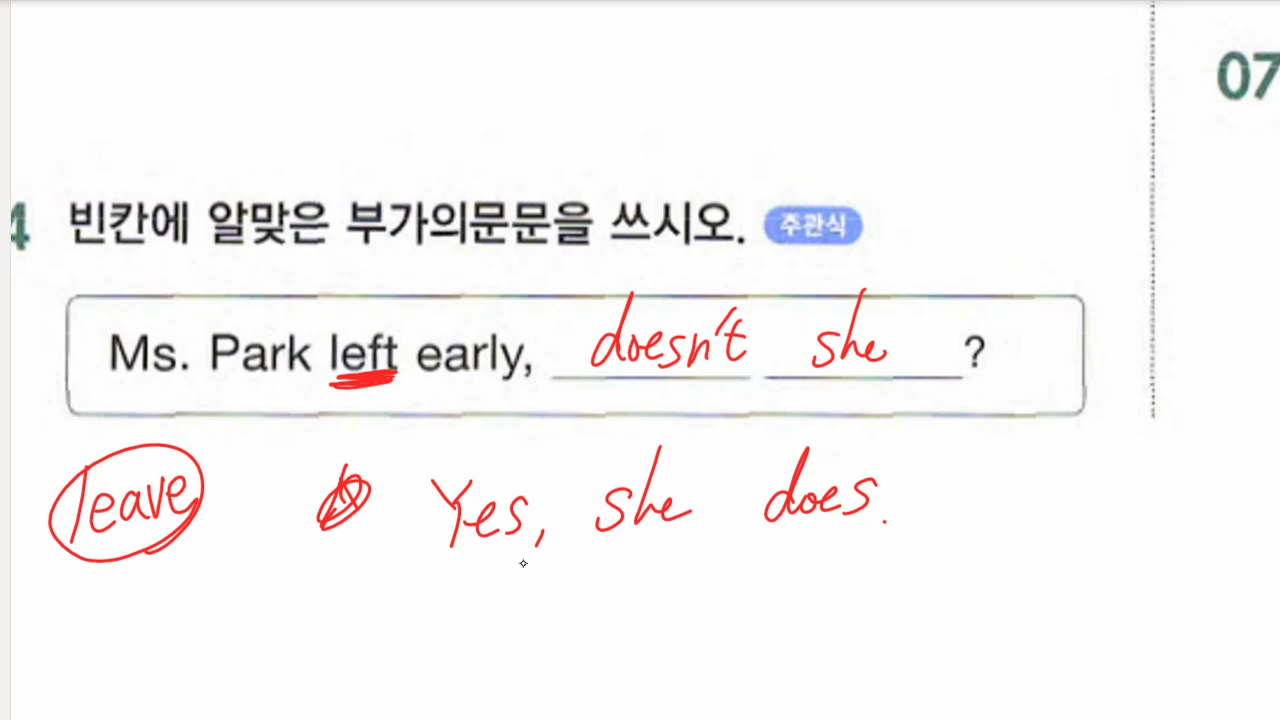 07
4 빈칸에 알맞은 부가의문문을 쓰시오. 주관식
Ms. Park left early, doesn't she ?
leave Yes, she does.